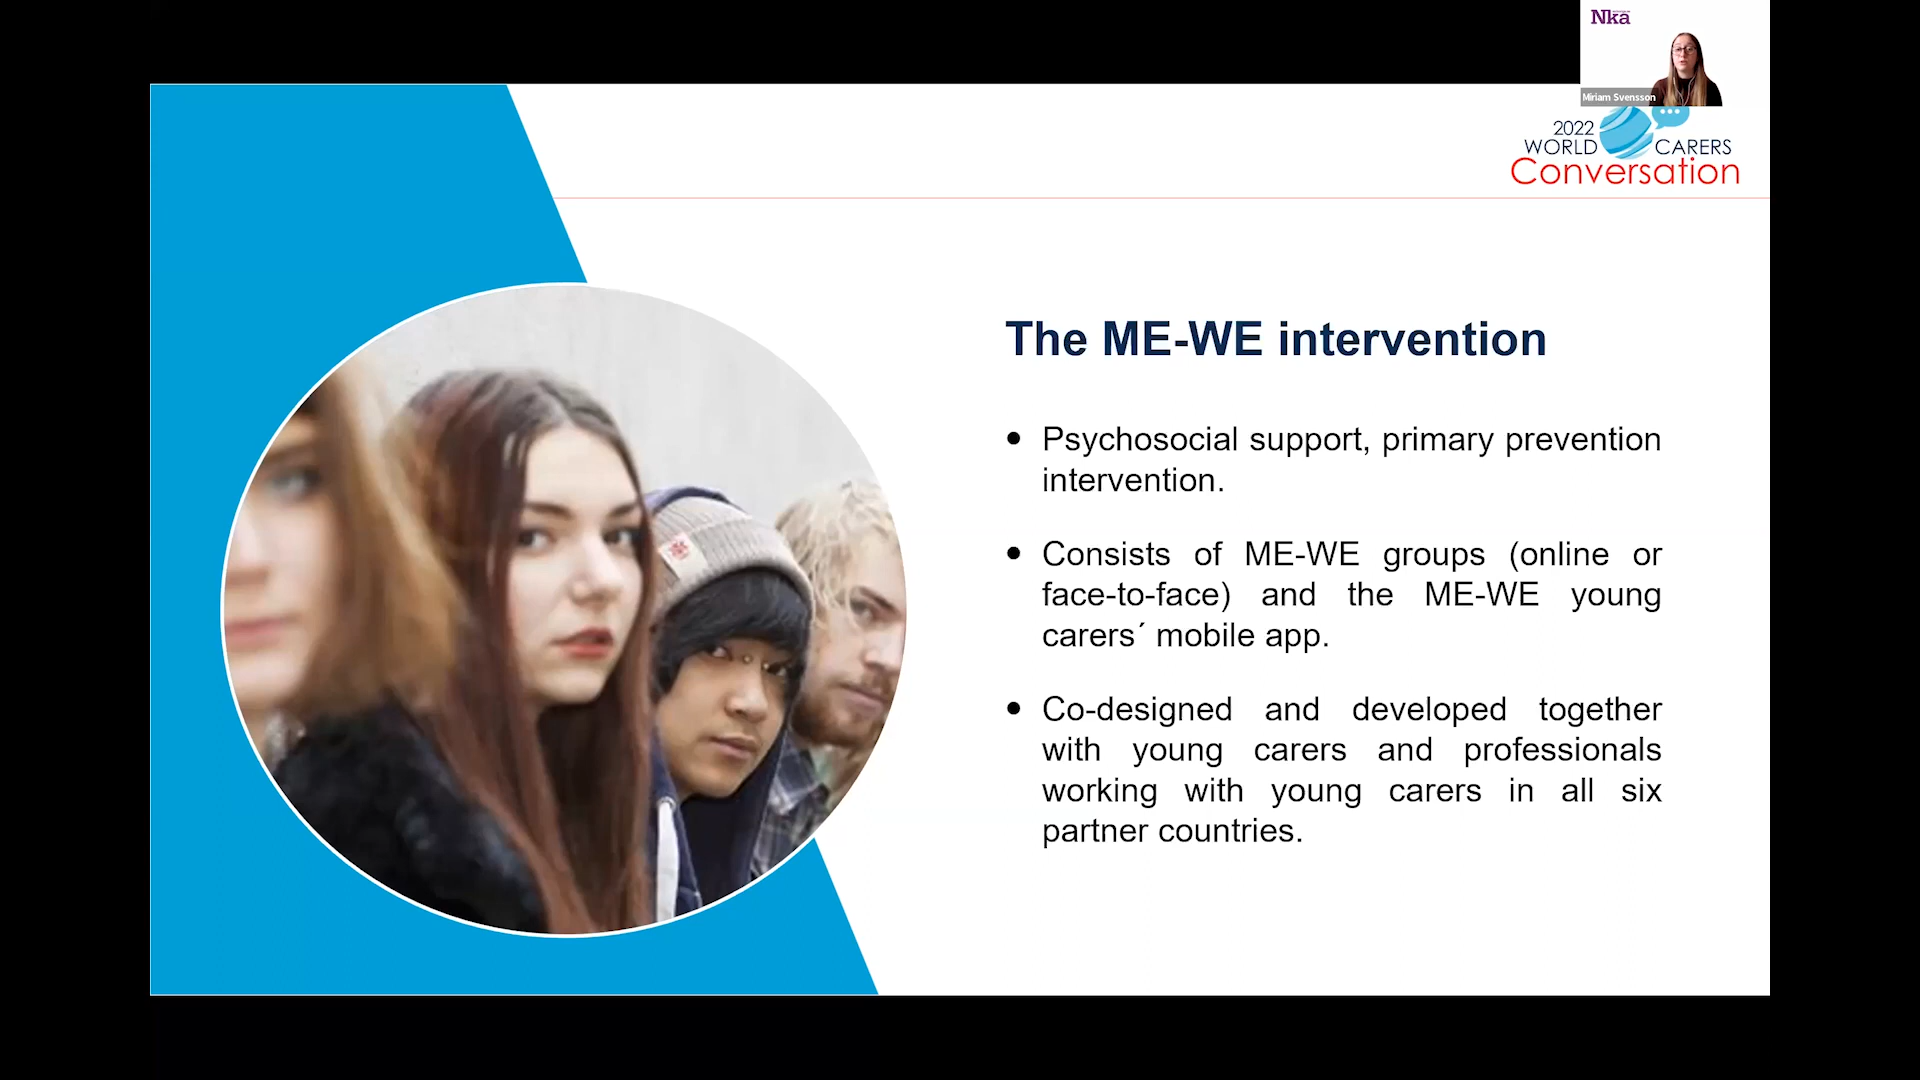 Nka
Miriam Svensson
2022
WORLD CARERS
Conversation
The ME-WE intervention
• Psychosocial support, primary prevention
intervention.
• Consists of ME-WE groups (online or
face-to-face) and the ME-WE young
carers´ mobile app.
• Co-designed and developed together
with young carers and professionals
working with young carers in all six
partner countries.